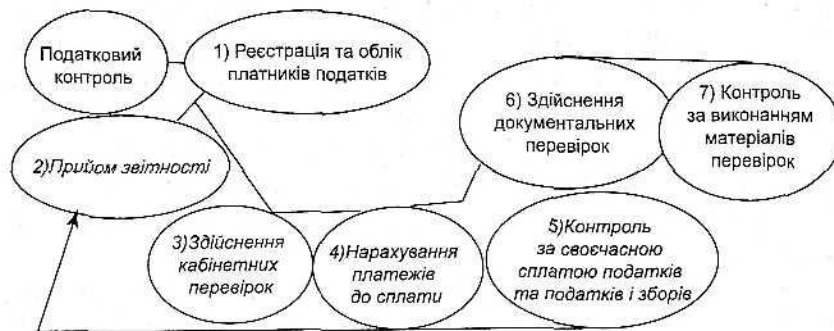 Податковий
контроль
1) Реєстрація та облік
платників податків
2)Прийом звітності
3)Здійснення
кабінетних
перевірок
4)Нарахування
платежів
до сплати
5)Контроль
за своєчасною
сплатою податків
та податків і зборів
6) Здійснення
документальних
перевірок
7) Контроль
за виконанням
матеріалів
перевірок